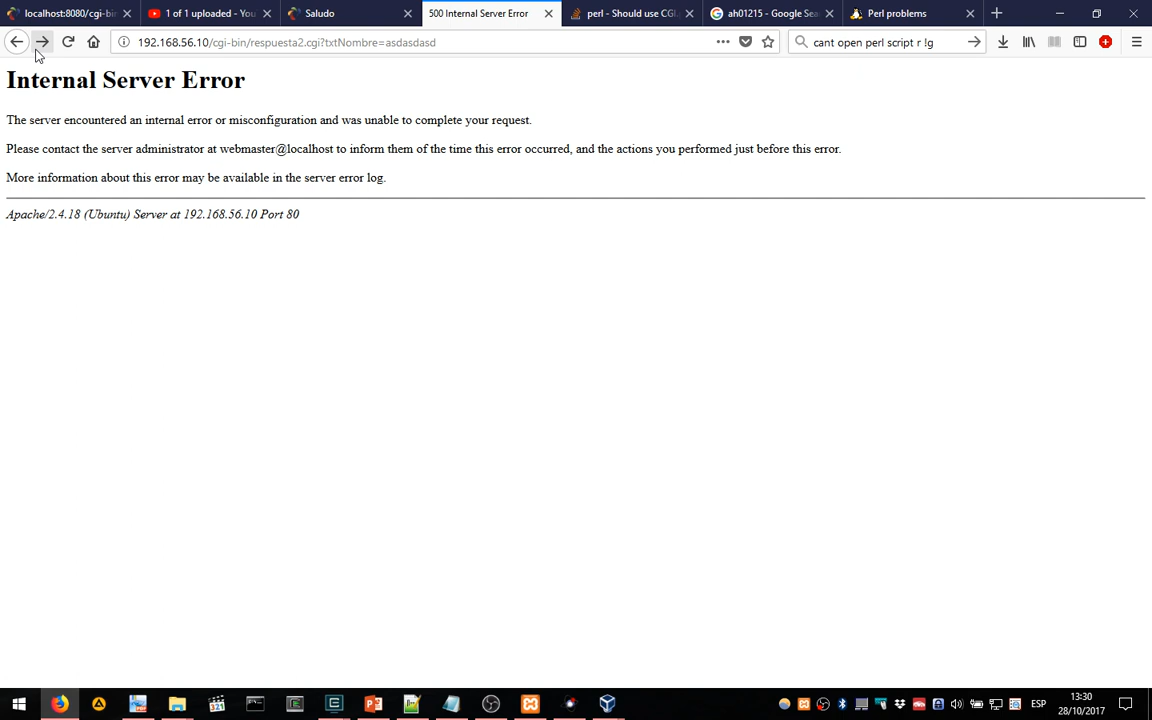 localhost:8080/cgi-bin
1 of 1 uploaded - You
Saludo
500 Internal Server Error
perl - Should use CGI.
ah01215 - Google Sea
Perl problems
192.168.56.10/cgi-bin/respuesta2.cgi?txtNombre=asdasdasd
cant open perl script r !g
Internal Server Error
The server encountered an internal error or misconfiguration and was unable to complete your request.
Please contact the server administrator at webmaster@localhost to inform them of the time this error occurred, and the actions you performed just before this error.
More information about this error may be available in the server error log.
Apache/2.4.18 (Ubuntu) Server at 192.168.56.10 Port 80
321
ESP
13:30
28/10/2017